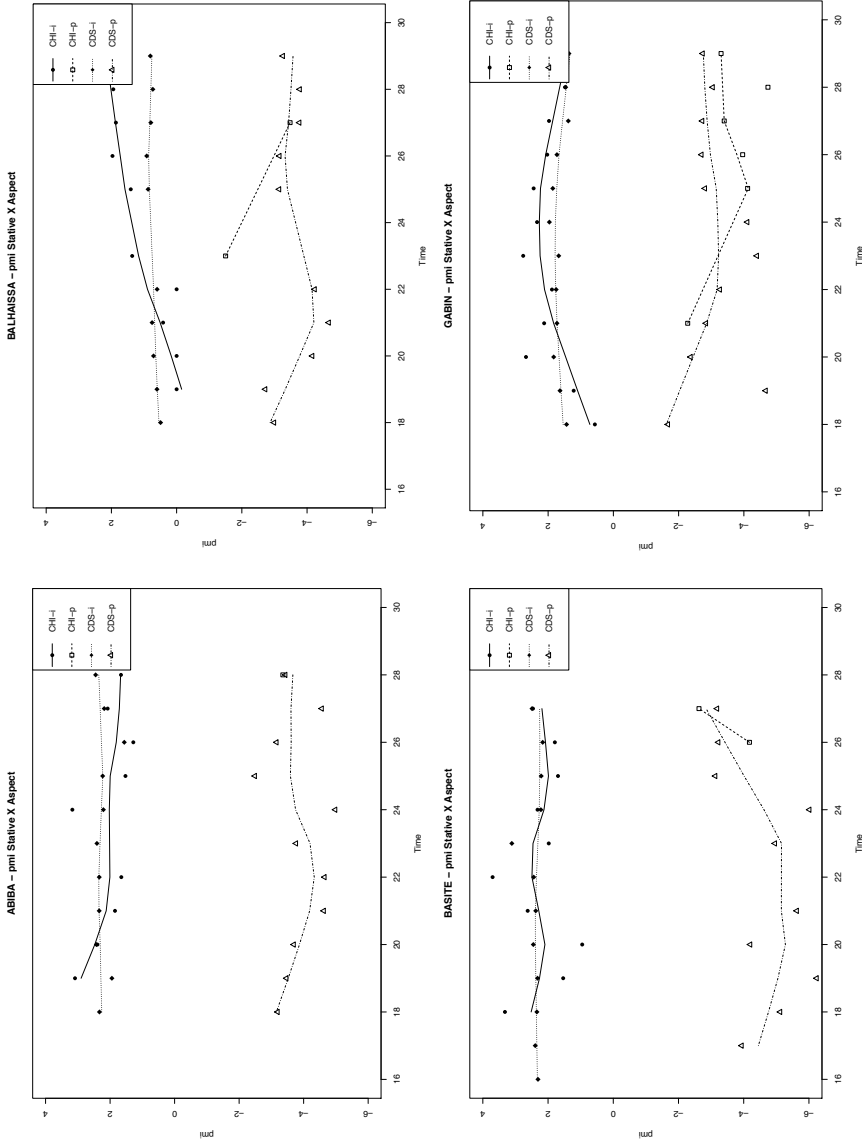 ABIBA − pmi Stative X Aspect
CHI−i
CHI−p
CDS−i
CDS−p
pmi
4
2
0
−2
−4
−6
16 18 20 22 24 26 28 30
Time
BALHAISSA − pmi Stative X Aspect
CHI−i
CHI−p
CDS−i
CDS−p
pmi
4
2
0
−2
−4
−6
16 18 20 22 24 26 28 30
Time
BASITE − pmi Stative X Aspect
CHI−i
CHI−p
CDS−i
CDS−p
pmi
4
2
0
−2
−4
−6
16 18 20 22 24 26 28 30
Time
GABIN − pmi Stative X Aspect
CHI−i
CHI−p
CDS−i
CDS−p
pmi
4
2
0
−2
−4
−6
16 18 20 22 24 26 28 30
Time